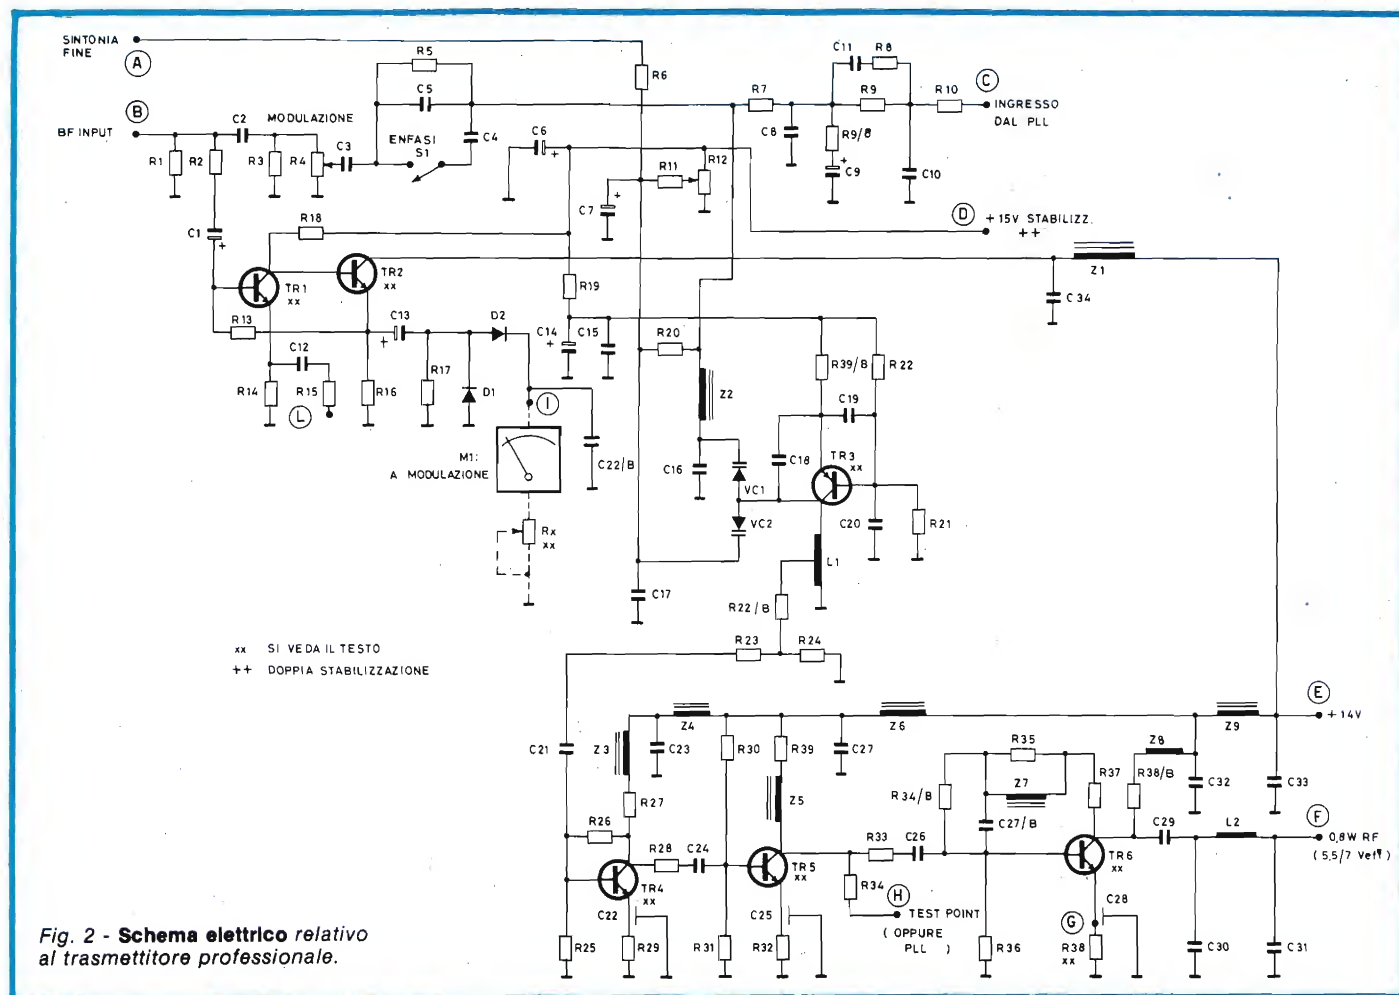 SINTONIA
FINE
A
B
BF INPUT
R1
R2
C2
MODULAZIONE
R3
R4
C3
R5
C5
ENFASI
S1
C4
C6
+
R6
R7
C11
R8
C
R9
R10
INGRESSO
DAL PLL
C8
R9/B
+
C9
C10
R11
R12
C7
+
D
+15V STABILIZZ.
++
C1
+
R18
TR1
xx
TR2
xx
Z1
C34
R19
R13
C13
+
D2
C14
+
C15
R20
R39/B
R22
C12
R14
R15
L
R16
R17
D1
I
Z2
C19
M1:
A MODULAZIONE
C22/B
C16
C18
TR3
xx
VC1
VC2
C20
R21
Rx
xx
L1
C17
R22/B
R23
R24
xx SI VEDA IL TESTO
++ DOPPIA STABILIZZAZIONE
E
+14V
Z4
Z6
Z9
C21
Z3
C23
R30
R39
C27
R35
Z8
Z7
R37
R38/B
C32
C33
R27
Z5
R34/B
C27/B
F
0,8W RF
(5,5/7 Veff)
R26
R28
C24
R33
C26
C29
L2
TR4
xx
TR5
xx
TR6
xx
R34
H
TEST POINT
( OPPURE
PLL )
C22
C25
G
C28
R25
R29
R31
R32
R36
R38
xx
C30
C31
Fig. 2 - Schema elettrico relativo
al trasmettitore professionale.